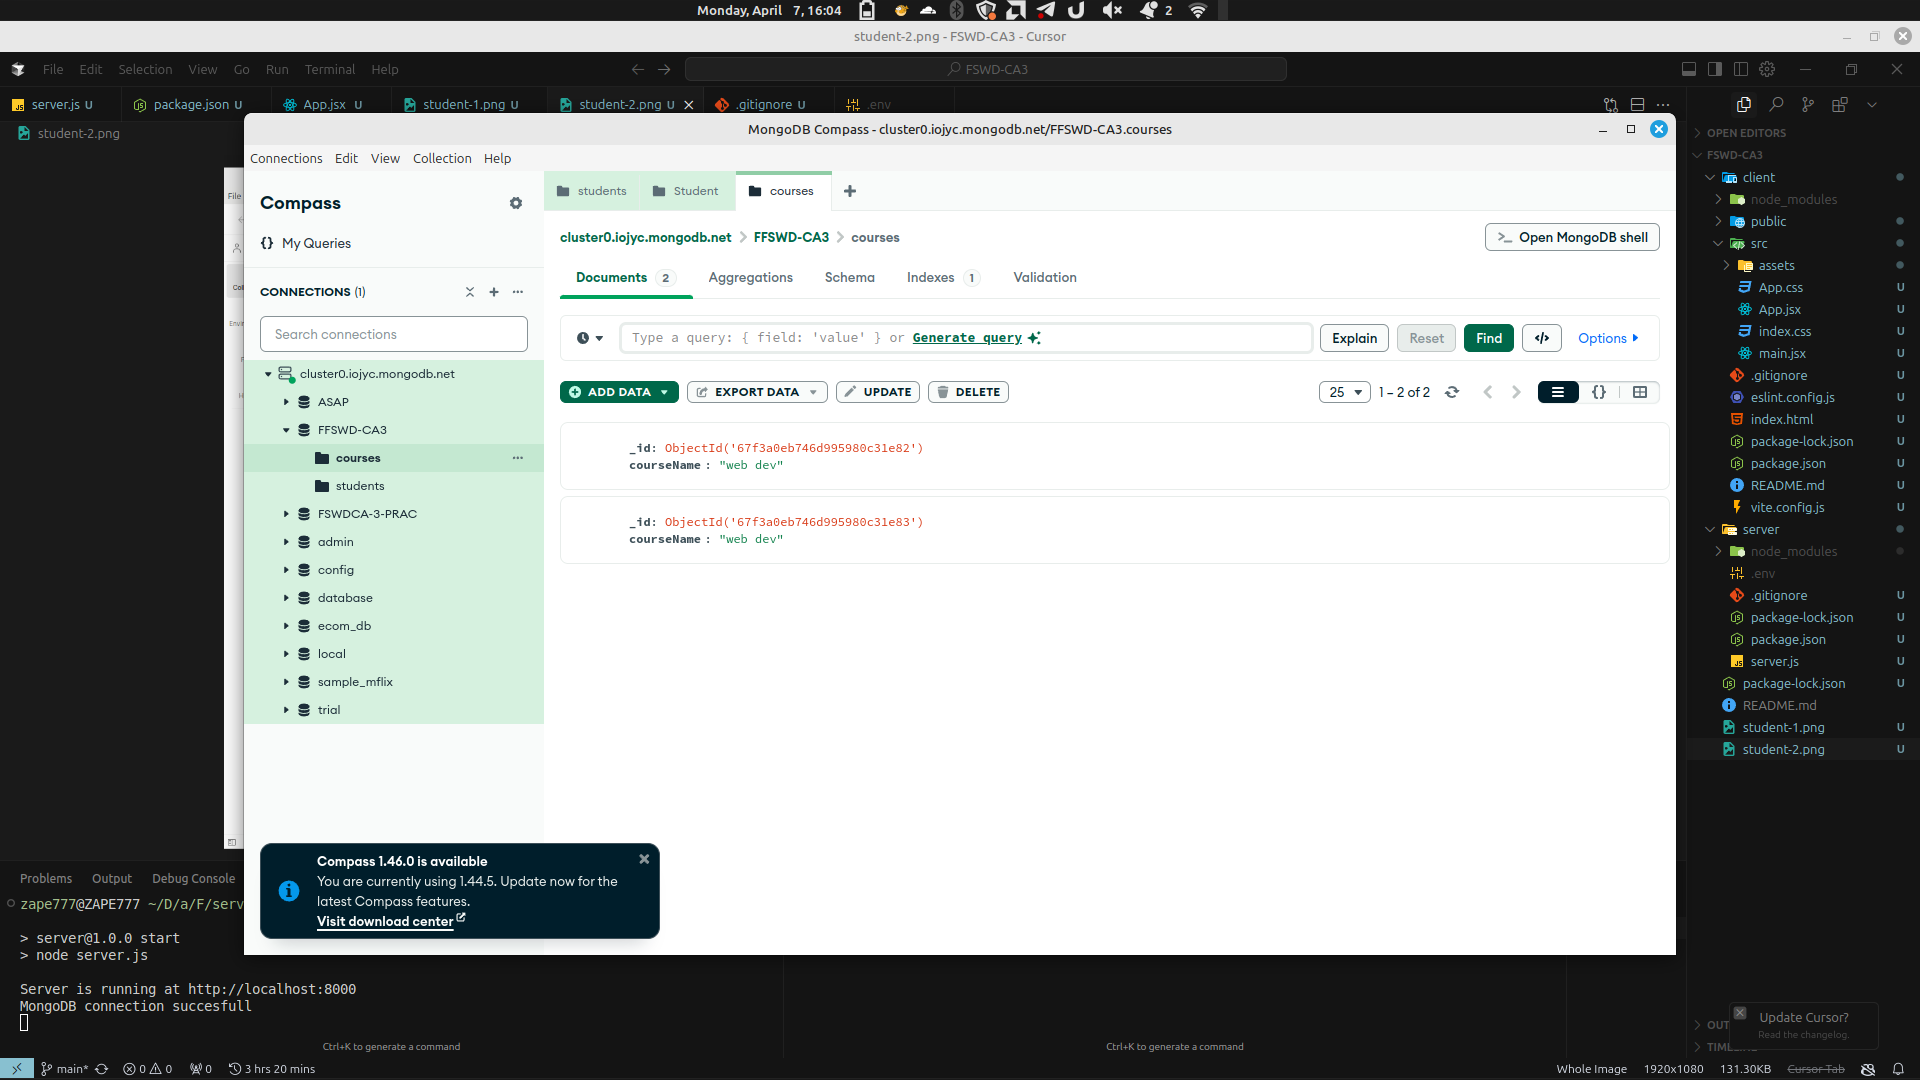 Monday, April 7, 16:04
2
student-2.png - FSWD-CA3 - Cursor
File Edit Selection View Go Run Terminal Help
FSWD-CA3
server.js U
package.json U
App.jsx U
student-1.png U
student-2.png U
.gitignore U
.env
student-2.png
MongoDB Compass - cluster0.iojyc.mongodb.net/FFSWD-CA3.courses
Connections Edit View Collection Help
Compass
My Queries
CONNECTIONS (1)
Search connections
cluster0.iojyc.mongodb.net
ASAP
FFSWD-CA3
courses
students
FSWDCA-3-PRAC
admin
config
database
ecom_db
local
sample_mflix
trial
students
Student
courses
cluster0.iojyc.mongodb.net > FFSWD-CA3 > courses
>_ Open MongoDB shell
Documents 2
Aggregations
Schema
Indexes 1
Validation
Type a query: { field: 'value' } or Generate query
Explain
Reset
Find
</>
Options
ADD DATA
EXPORT DATA
UPDATE
DELETE
25
1 – 2 of 2
{}
_id: ObjectId('67f3a0eb746d995980c31e82')
courseName : "web dev"
_id: ObjectId('67f3a0eb746d995980c31e83')
courseName : "web dev"
Compass 1.46.0 is available
You are currently using 1.44.5. Update now for the
latest Compass features.
Visit download center
File
Problems Output Debug Console
zape777@ZAPE777 ~/D/a/F/serv
> server@1.0.0 start
> node server.js
Server is running at http://localhost:8000
MongoDB connection succesfull
Ctrl+K to generate a command
Ctrl+K to generate a command
OPEN EDITORS
FSWD-CA3
client
node_modules
public
src
assets
App.css U
App.jsx U
index.css U
main.jsx U
.gitignore U
eslint.config.js U
index.html U
package-lock.json U
package.json U
README.md U
vite.config.js U
server
node_modules
.env
.gitignore U
package-lock.json U
package.json U
server.js U
package-lock.json U
README.md
student-1.png U
student-2.png U
OUT
Update Cursor?
Read the changelog.
main*
0 0
0
3 hrs 20 mins
Whole Image
1920x1080
131.30KB
Cursor Tab